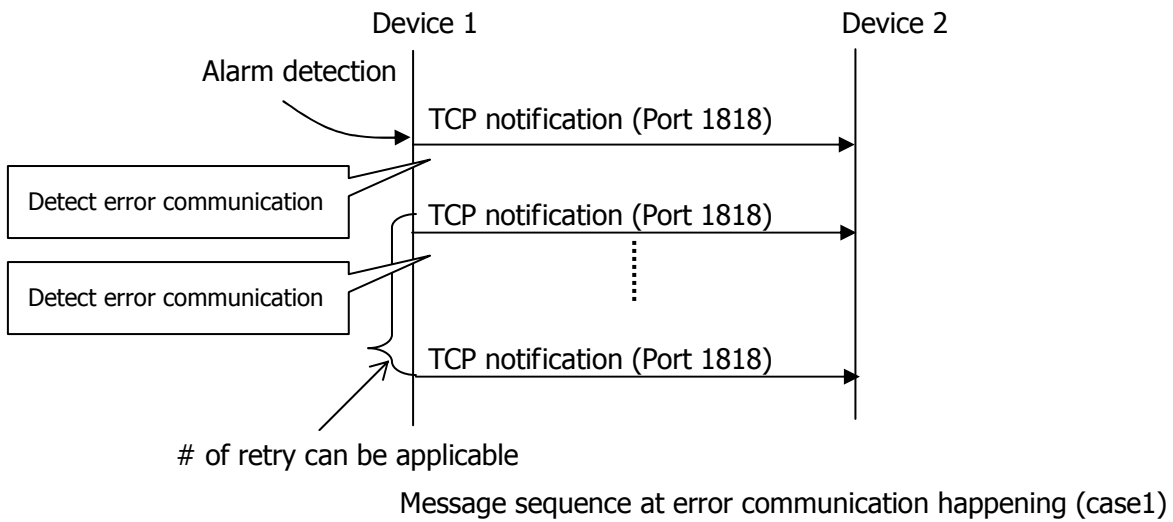 Device 1
Device 2
Alarm detection
TCP notification (Port 1818)
Detect error communication
TCP notification (Port 1818)
Detect error communication
TCP notification (Port 1818)
# of retry can be applicable
Message sequence at error communication happening (case1)